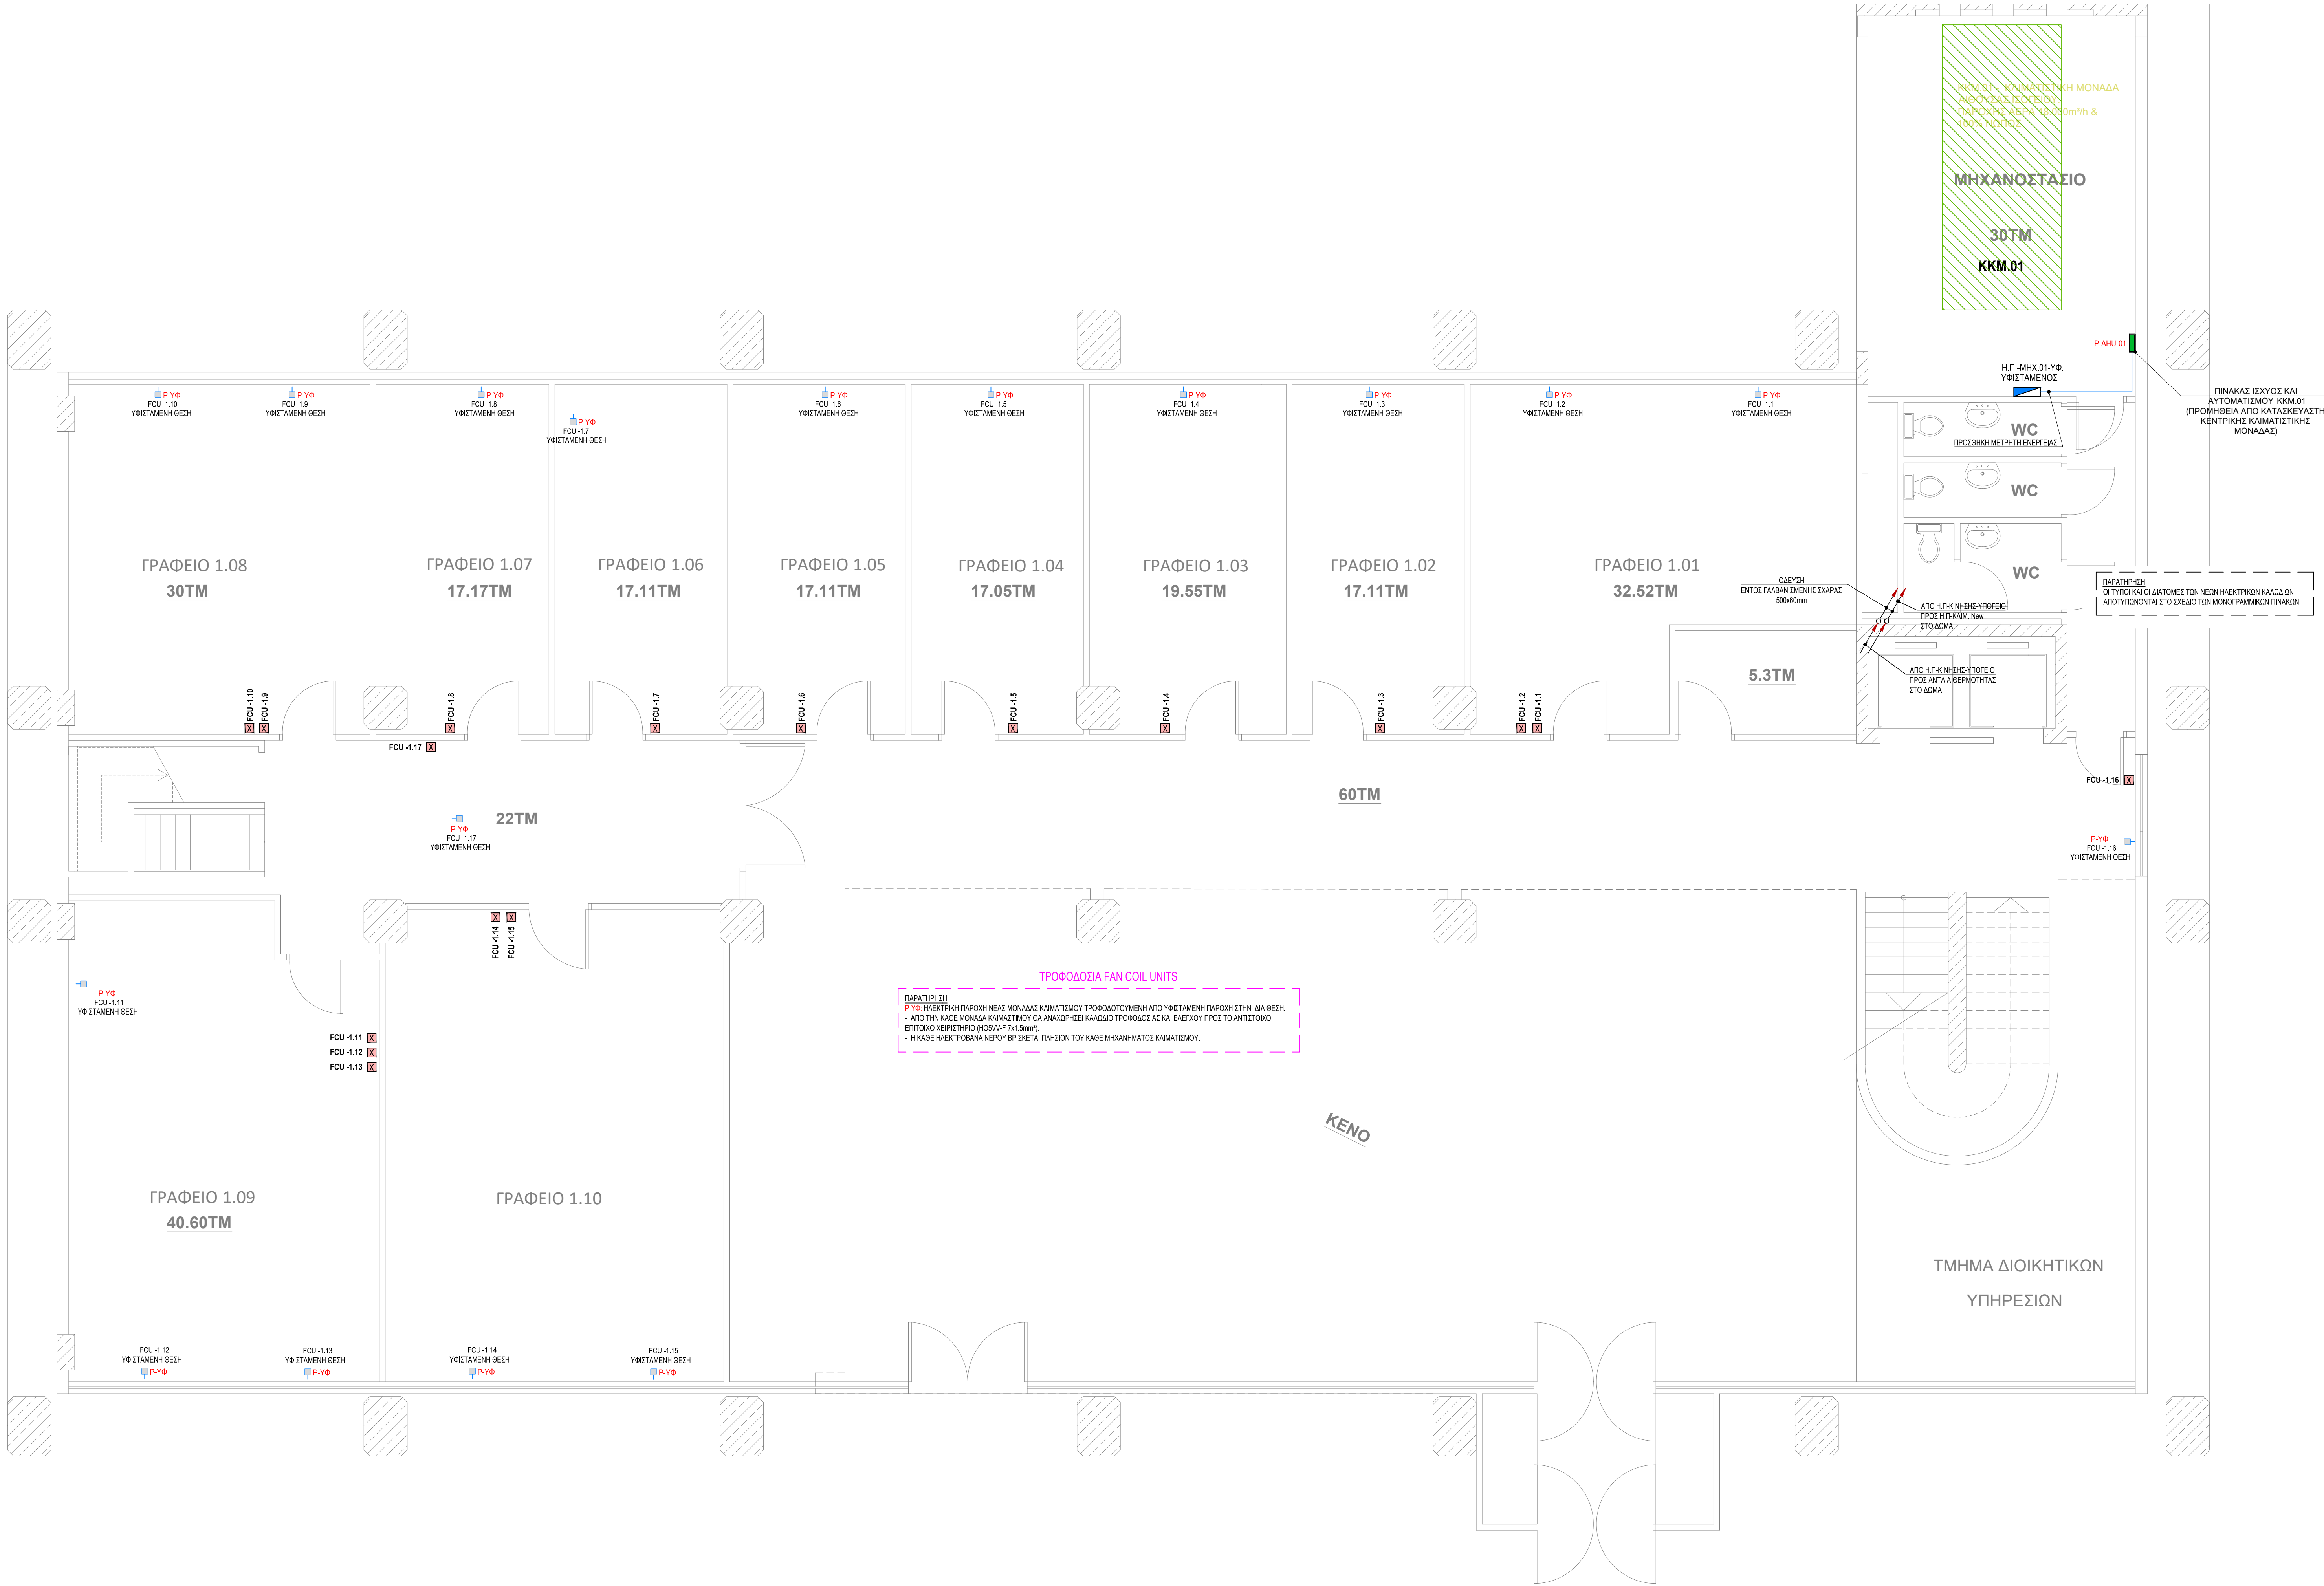 ΚΚΜ.01 - ΚΛΙΜΑΤΙΣΤΙΚΗ ΜΟΝΑΔΑ
ΑΙΘΟΥΣΑΣ ΙΣΟΓΕΙΟΥ
ΠΑΡΟΧΗΣ ΑΕΡΑ 18.000m³/h &
100% ΝΩΠΟΣ
ΜΗΧΑΝΟΣΤΑΣΙΟ
30ΤΜ
ΚΚΜ.01
P-AHU-01
Η.Π.-ΜΗΧ.01-ΥΦ.
ΥΦΙΣΤΑΜΕΝΟΣ
ΠΙΝΑΚΑΣ ΙΣΧΥΟΣ ΚΑΙ
ΑΥΤΟΜΑΤΙΣΜΟΥ ΚΚΜ.01
(ΠΡΟΜΗΘΕΙΑ ΑΠΟ ΚΑΤΑΣΚΕΥΑΣΤΗ
ΚΕΝΤΡΙΚΗΣ ΚΛΙΜΑΤΙΣΤΙΚΗΣ
ΜΟΝΑΔΑΣ)
WC
ΠΡΟΣΘΗΚΗ ΜΕΤΡΗΤΗ ΕΝΕΡΓΕΙΑΣ
WC
WC
P-ΥΦ
FCU -1.10
ΥΦΙΣΤΑΜΕΝΗ ΘΕΣΗ
P-ΥΦ
FCU -1.9
ΥΦΙΣΤΑΜΕΝΗ ΘΕΣΗ
P-ΥΦ
FCU -1.8
ΥΦΙΣΤΑΜΕΝΗ ΘΕΣΗ
P-ΥΦ
FCU -1.7
ΥΦΙΣΤΑΜΕΝΗ ΘΕΣΗ
P-ΥΦ
FCU -1.6
ΥΦΙΣΤΑΜΕΝΗ ΘΕΣΗ
P-ΥΦ
FCU -1.5
ΥΦΙΣΤΑΜΕΝΗ ΘΕΣΗ
P-ΥΦ
FCU -1.4
ΥΦΙΣΤΑΜΕΝΗ ΘΕΣΗ
P-ΥΦ
FCU -1.3
ΥΦΙΣΤΑΜΕΝΗ ΘΕΣΗ
P-ΥΦ
FCU -1.2
ΥΦΙΣΤΑΜΕΝΗ ΘΕΣΗ
P-ΥΦ
FCU -1.1
ΥΦΙΣΤΑΜΕΝΗ ΘΕΣΗ
ΓΡΑΦΕΙΟ 1.08
30ΤΜ
ΓΡΑΦΕΙΟ 1.07
17.17ΤΜ
ΓΡΑΦΕΙΟ 1.06
17.11ΤΜ
ΓΡΑΦΕΙΟ 1.05
17.11ΤΜ
ΓΡΑΦΕΙΟ 1.04
17.05ΤΜ
ΓΡΑΦΕΙΟ 1.03
19.55ΤΜ
ΓΡΑΦΕΙΟ 1.02
17.11ΤΜ
ΓΡΑΦΕΙΟ 1.01
32.52ΤΜ
ΟΔΕΥΣΗ
ΕΝΤΟΣ ΓΑΛΒΑΝΙΣΜΕΝΗΣ ΣΧΑΡΑΣ
500x60mm
ΑΠΟ Η.Π-ΚΙΝΗΣΗΣ-ΥΠΟΓΕΙΟ
ΠΡΟΣ Η.Π-ΚΛΙΜ. New
ΣΤΟ ΔΩΜΑ
ΑΠΟ Η.Π-ΚΙΝΗΣΗΣ-ΥΠΟΓΕΙΟ
ΠΡΟΣ ΑΝΤΛΙΑ ΘΕΡΜΟΤΗΤΑΣ
ΣΤΟ ΔΩΜΑ
ΠΑΡΑΤΗΡΗΣΗ
ΟΙ ΤΥΠΟΙ ΚΑΙ ΟΙ ΔΙΑΤΟΜΕΣ ΤΩΝ ΝΕΩΝ ΗΛΕΚΤΡΙΚΩΝ ΚΑΛΩΔΙΩΝ
ΑΠΟΤΥΠΩΝΟΝΤΑΙ ΣΤΟ ΣΧΕΔΙΟ ΤΩΝ ΜΟΝΟΓΡΑΜΜΙΚΩΝ ΠΙΝΑΚΩΝ
5.3ΤΜ
FCU -1.10
FCU -1.9
FCU -1.8
FCU -1.7
FCU -1.6
FCU -1.5
FCU -1.4
FCU -1.3
FCU -1.2
FCU -1.1
FCU -1.17
FCU -1.16
22ΤΜ
60ΤΜ
P-ΥΦ
FCU -1.17
ΥΦΙΣΤΑΜΕΝΗ ΘΕΣΗ
P-ΥΦ
FCU -1.16
ΥΦΙΣΤΑΜΕΝΗ ΘΕΣΗ
FCU -1.14
FCU -1.15
P-ΥΦ
FCU -1.11
ΥΦΙΣΤΑΜΕΝΗ ΘΕΣΗ
FCU -1.11
FCU -1.12
FCU -1.13
ΤΡΟΦΟΔΟΣΙΑ FAN COIL UNITS
ΠΑΡΑΤΗΡΗΣΗ
P-ΥΦ: ΗΛΕΚΤΡΙΚΗ ΠΑΡΟΧΗ ΝΕΑΣ ΜΟΝΑΔΑΣ ΚΛΙΜΑΤΙΣΜΟΥ ΤΡΟΦΟΔΟΤΟΥΜΕΝΗ ΑΠΟ ΥΦΙΣΤΑΜΕΝΗ ΠΑΡΟΧΗ ΣΤΗΝ ΙΔΙΑ ΘΕΣΗ.
- ΑΠΟ ΤΗΝ ΚΑΘΕ ΜΟΝΑΔΑ ΚΛΙΜΑΣΤΙΜΟΥ ΘΑ ΑΝΑΧΩΡΗΣΕΙ ΚΑΛΩΔΙΟ ΤΡΟΦΟΔΟΣΙΑΣ ΚΑΙ ΕΛΕΓΧΟΥ ΠΡΟΣ ΤΟ ΑΝΤΙΣΤΟΙΧΟ
ΕΠΙΤΟΙΧΟ ΧΕΙΡΙΣΤΗΡΙΟ (HO5VV-F 7x1.5mm²).
- Η ΚΑΘΕ ΗΛΕΚΤΡΟΒΑΝΑ ΝΕΡΟΥ ΒΡΙΣΚΕΤΑΙ ΠΛΗΣΙΟΝ ΤΟΥ ΚΑΘΕ ΜΗΧΑΝΗΜΑΤΟΣ ΚΛΙΜΑΤΙΣΜΟΥ.
ΚΕΝΟ
ΓΡΑΦΕΙΟ 1.09
40.60ΤΜ
ΓΡΑΦΕΙΟ 1.10
ΤΜΗΜΑ ΔΙΟΙΚΗΤΙΚΩΝ
ΥΠΗΡΕΣΙΩΝ
FCU -1.12
ΥΦΙΣΤΑΜΕΝΗ ΘΕΣΗ
P-ΥΦ
FCU -1.13
ΥΦΙΣΤΑΜΕΝΗ ΘΕΣΗ
P-ΥΦ
FCU -1.14
ΥΦΙΣΤΑΜΕΝΗ ΘΕΣΗ
P-ΥΦ
FCU -1.15
ΥΦΙΣΤΑΜΕΝΗ ΘΕΣΗ
P-ΥΦ